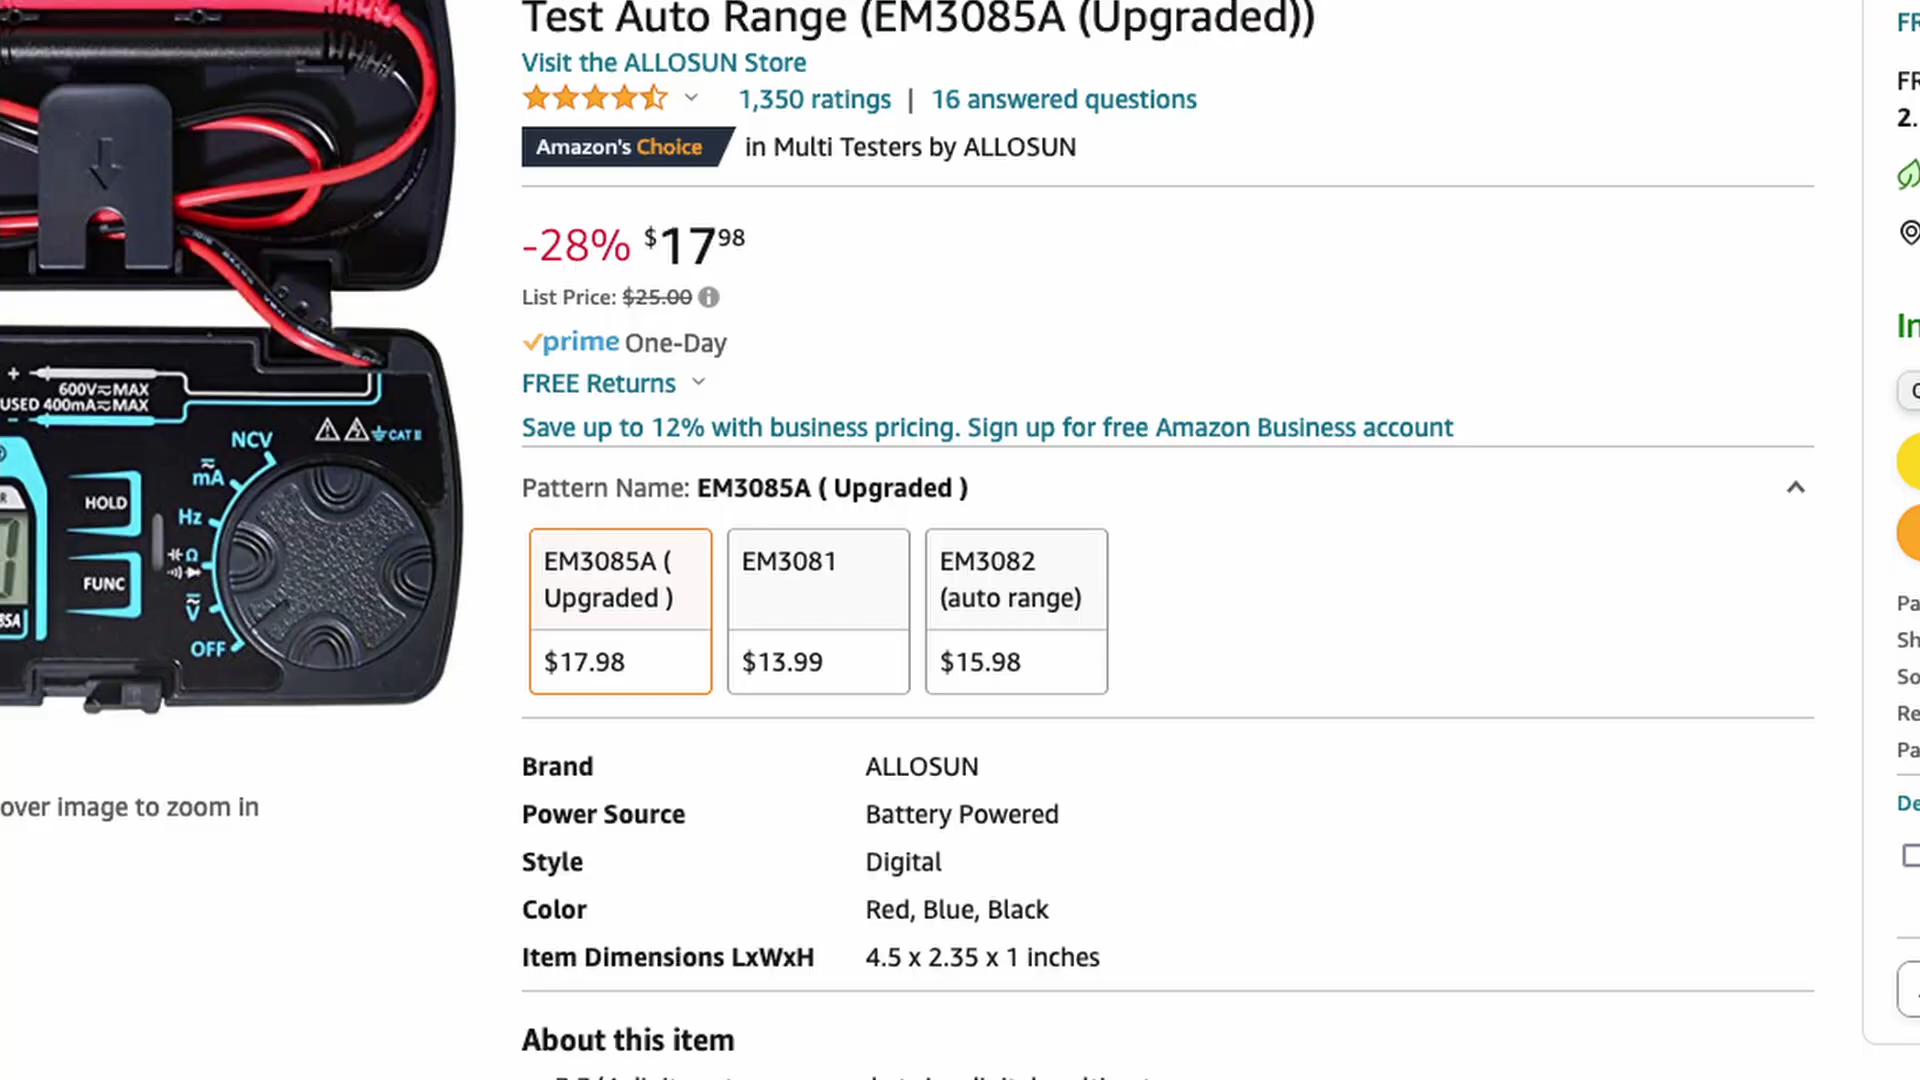 Test Auto Range (EM3085A (Upgraded))
Visit the ALLOSUN Store
1,350 ratings | 16 answered questions
Amazon's Choice in Multi Testers by ALLOSUN
-28% $17 98
List Price: $25.00
prime One-Day
FREE Returns
Save up to 12% with business pricing. Sign up for free Amazon Business account
Pattern Name: EM3085A ( Upgraded )
EM3085A (
Upgraded )
$17.98
EM3081
$13.99
EM3082
(auto range)
$15.98
Brand ALLOSUN
Power Source Battery Powered
Style Digital
Color Red, Blue, Black
Item Dimensions LxWxH 4.5 x 2.35 x 1 inches
About this item
600V MAX
400mA MAX
CAT II
NCV
mA
Hz
Ω
V
OFF
HOLD
FUNC
over image to zoom in
2.